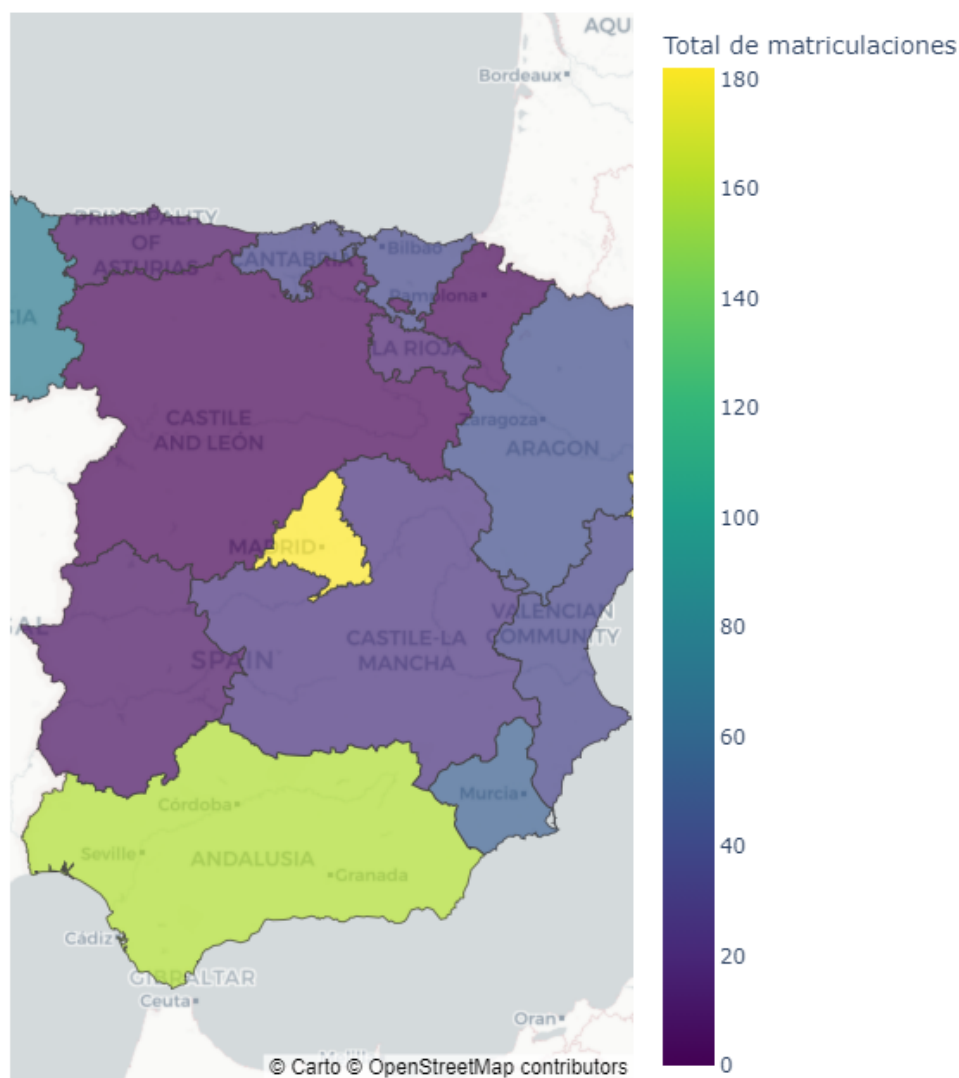 AQU
Total de matriculaciones
Bordeaux
180
160
PRINCIPALITY
OF
ASTURIAS
CANTABRIA
Bilbao
Pamplona
140
CIA
LA RIOJA
120
CASTILE
AND LEÓN
Zaragoza
ARAGON
100
MADRID
80
GAL
VALENCIAN
COMMUNITY
CASTILE-LA
MANCHA
SPAIN
60
Murcia
Córdoba
40
Seville
ANDALUSIA
Granada
20
Cádiz
GIBRALTAR
Ceuta
Oran
0
© Carto © OpenStreetMap contributors